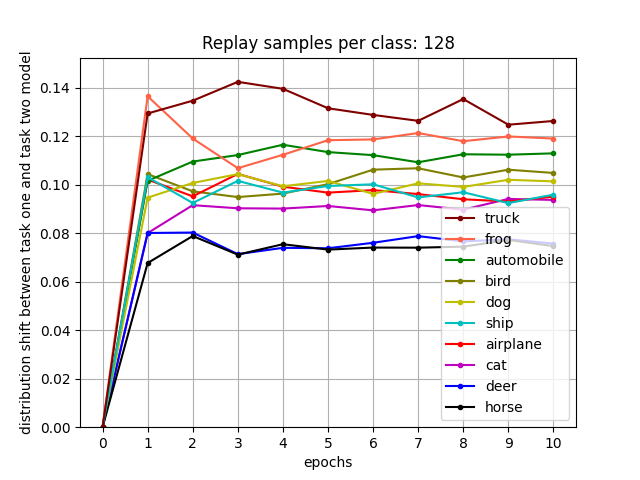 Replay samples per class: 128
distribution shift between task one and task two model
0.14
0.12
0.10
0.08
0.06
0.04
0.02
0.00
truck
frog
automobile
bird
dog
ship
airplane
cat
deer
horse
0 1 2 3 4 5 6 7 8 9 10
epochs